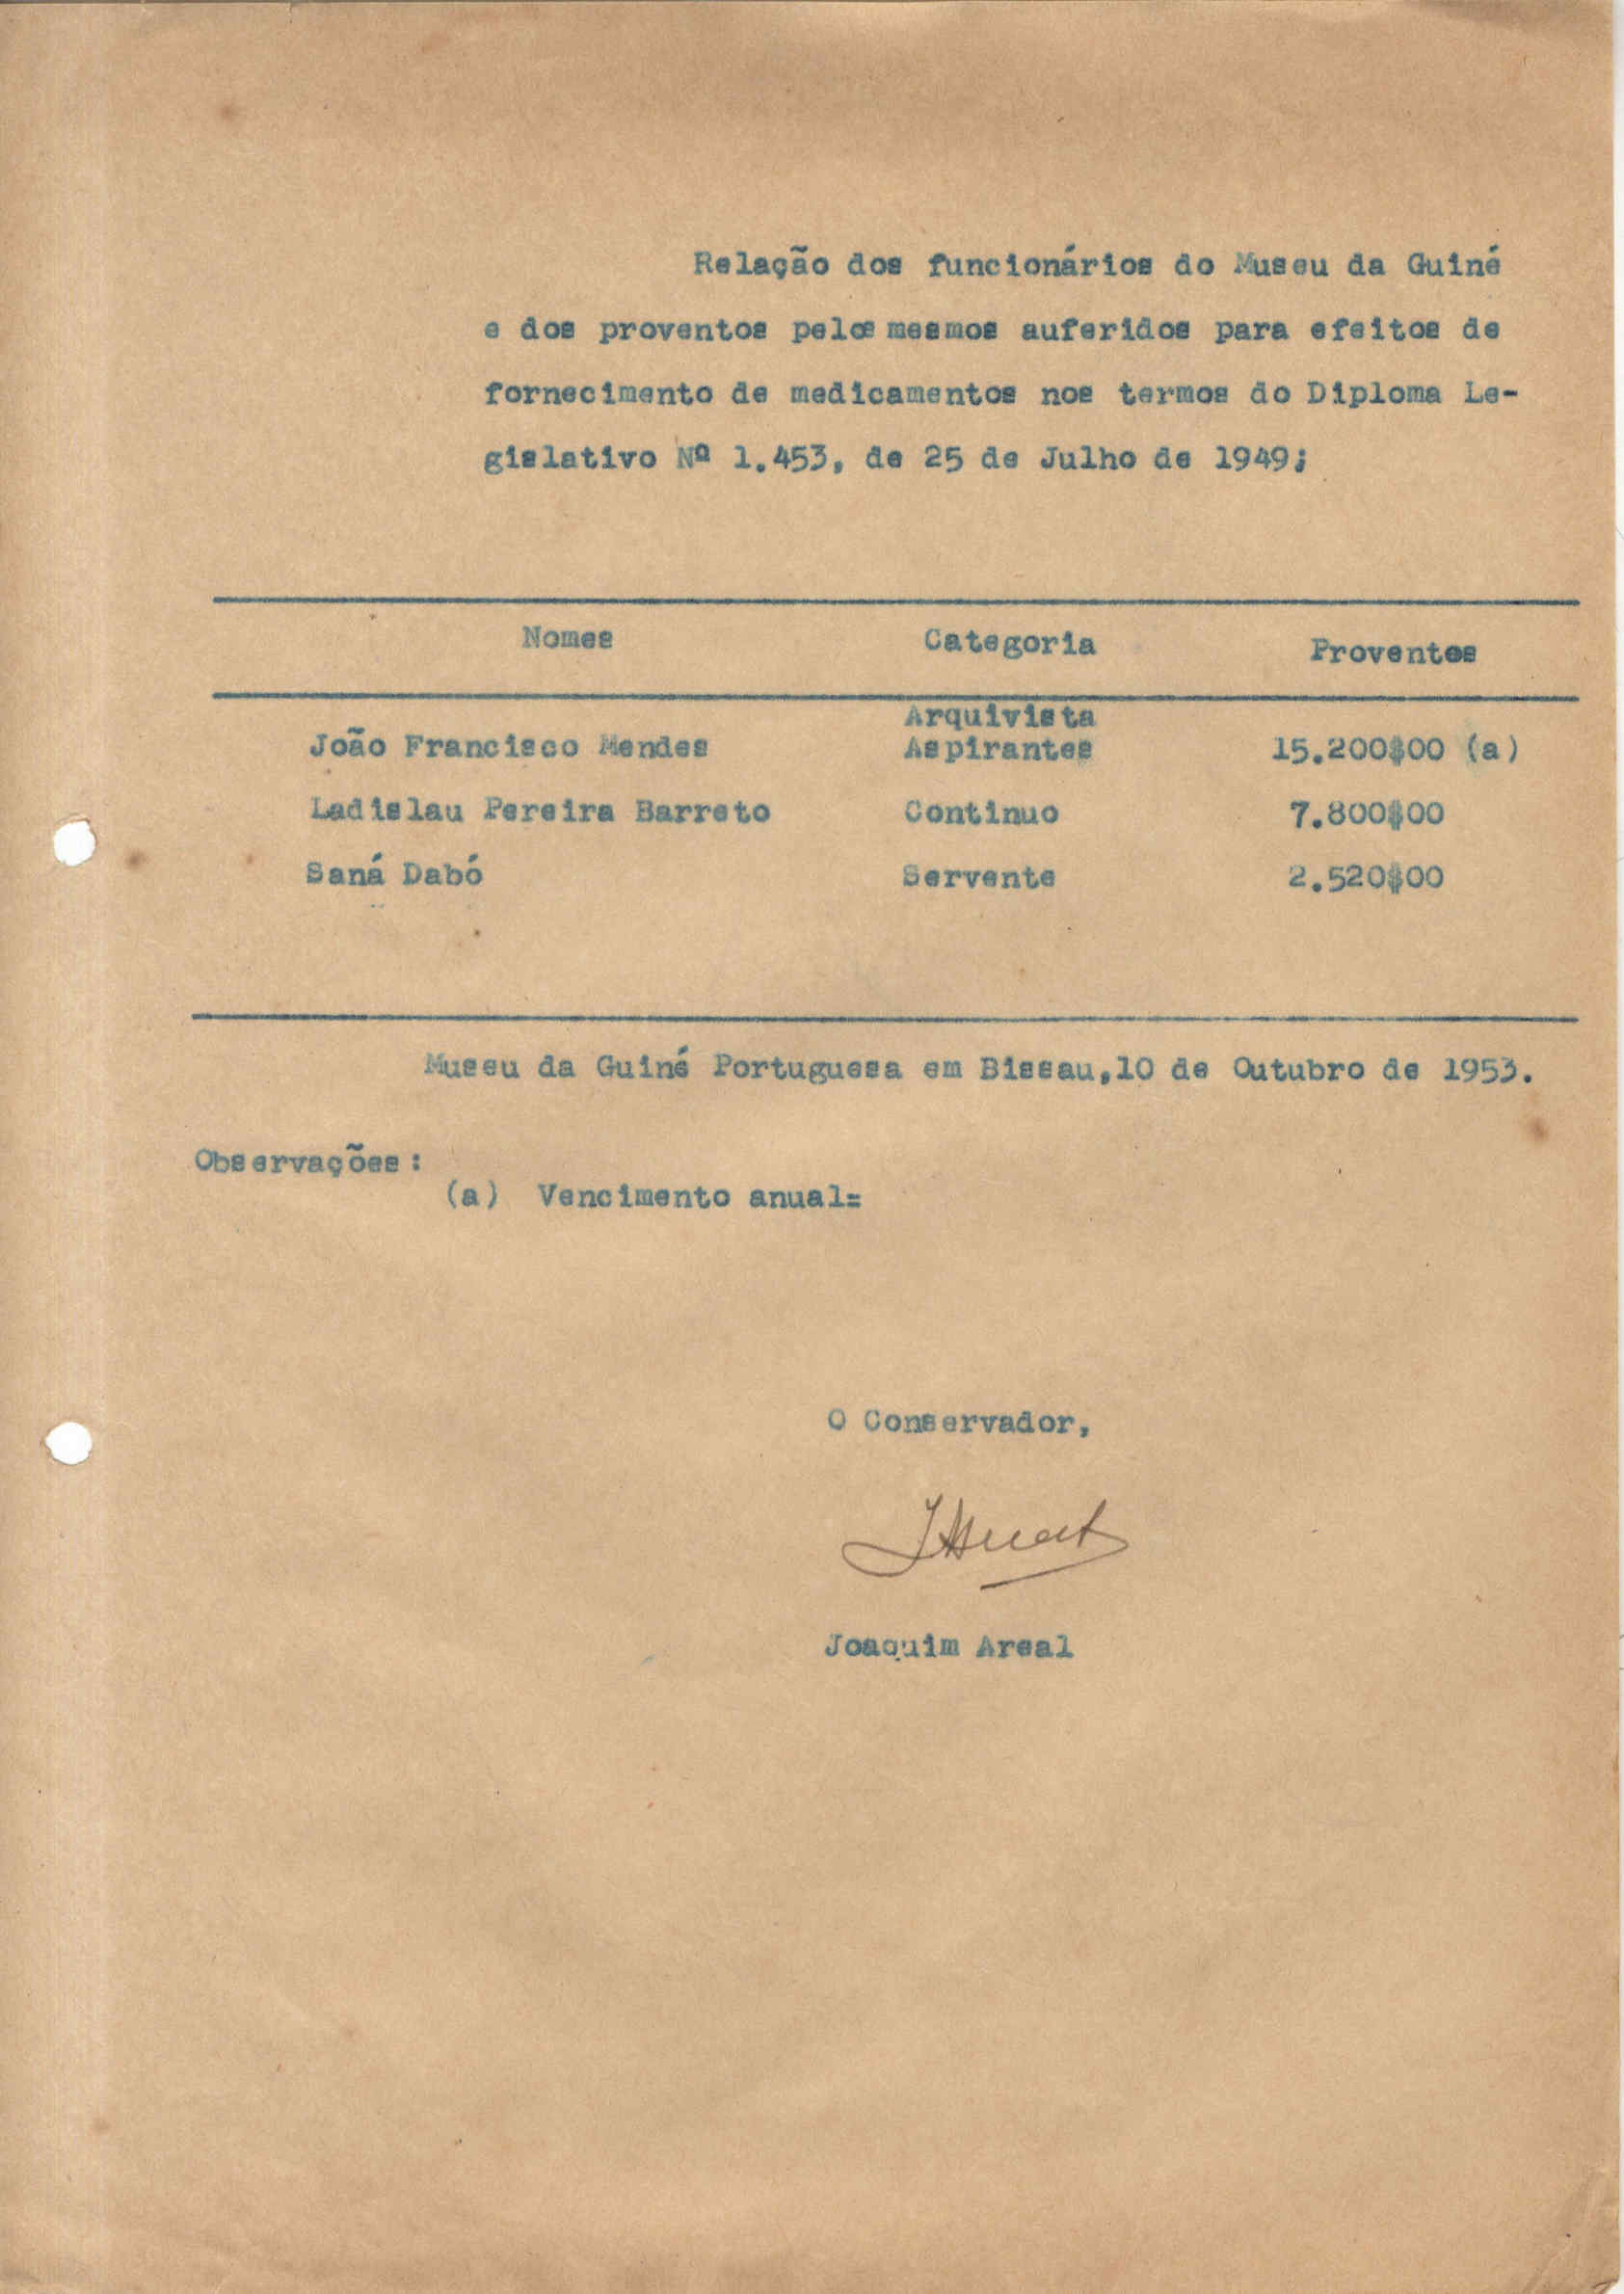 Relação dos funcionários do Museu da Guiné
e dos proventos pelos mesmos auferidos para efeitos de
fornecimento de medicamentos nos termos do Diploma Le-
gislativo Nº 1.453, de 25 de Julho de 1949;
Nomes Categoria Proventos
Arquivista
João Francisco Mendes Aspirantes 15.200$00 (a)
Ladislau Pereira Barreto Continuo 7.800$00
Saná Dabó Servente 2.520$00
Museu da Guiné Portuguesa em Bissau,10 de Outubro de 1953.
Observações:
(a) Vencimento anual=
O Conservador,
Joaquim Areal